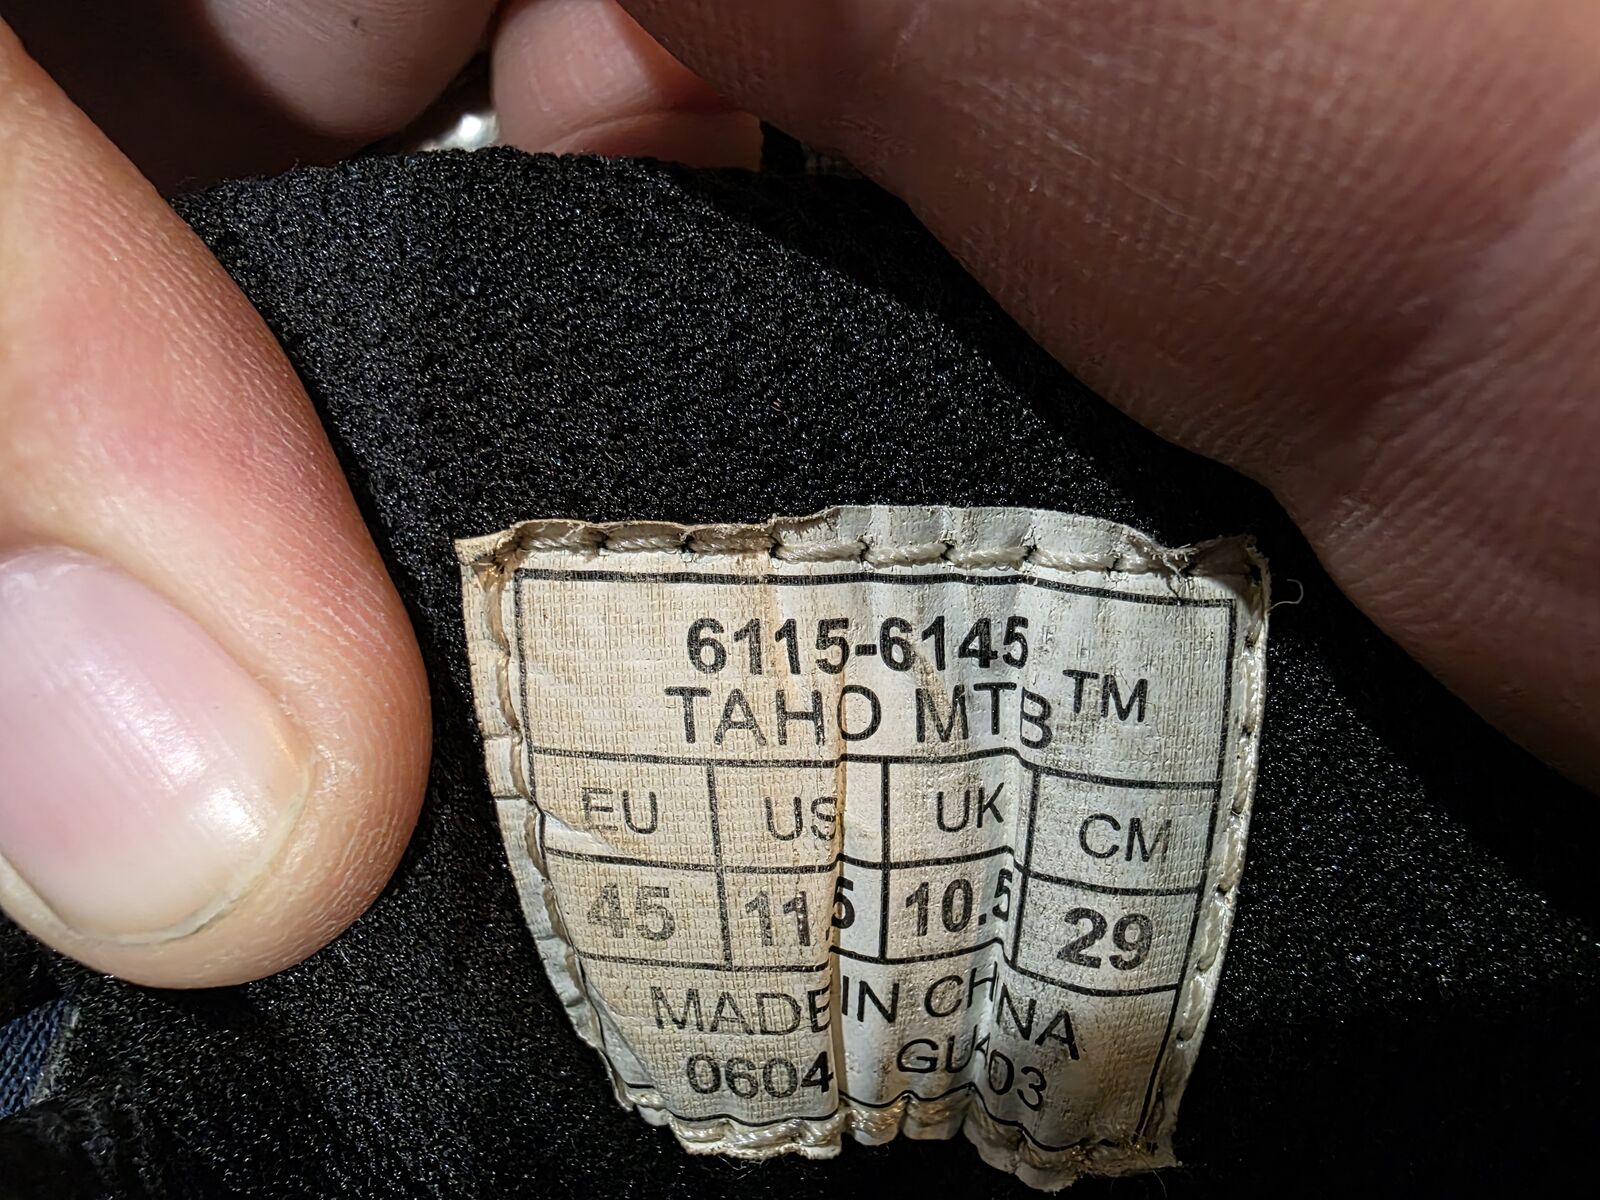 6115-6145
TAHO MTB™
EU US UK CM
45 11.5 10.5 29
MADE IN CHINA
0604